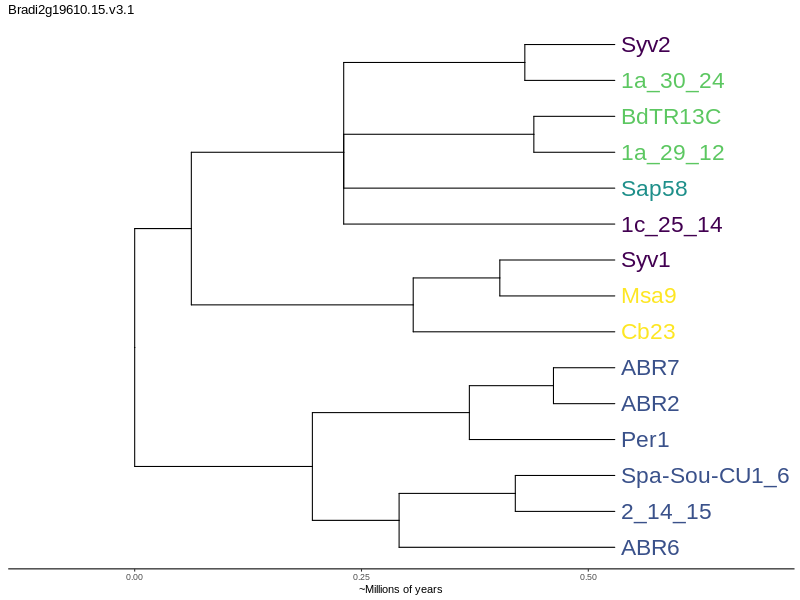 Bradi2g19610.15.v3.1
Syv2
1a_30_24
BdTR13C
1a_29_12
Sap58
1c_25_14
Syv1
Msa9
Cb23
ABR7
ABR2
Per1
Spa-Sou-CU1_6
2_14_15
ABR6
0.00 0.25 0.50
~Millions of years